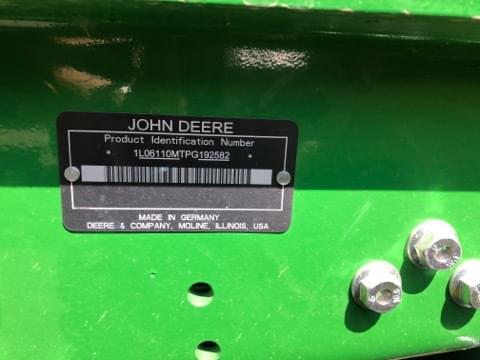 JOHN DEERE
Product Identification Number
* 1L06110MTPG192582 *
MADE IN GERMANY
DEERE & COMPANY, MOLINE, ILLINOIS, USA